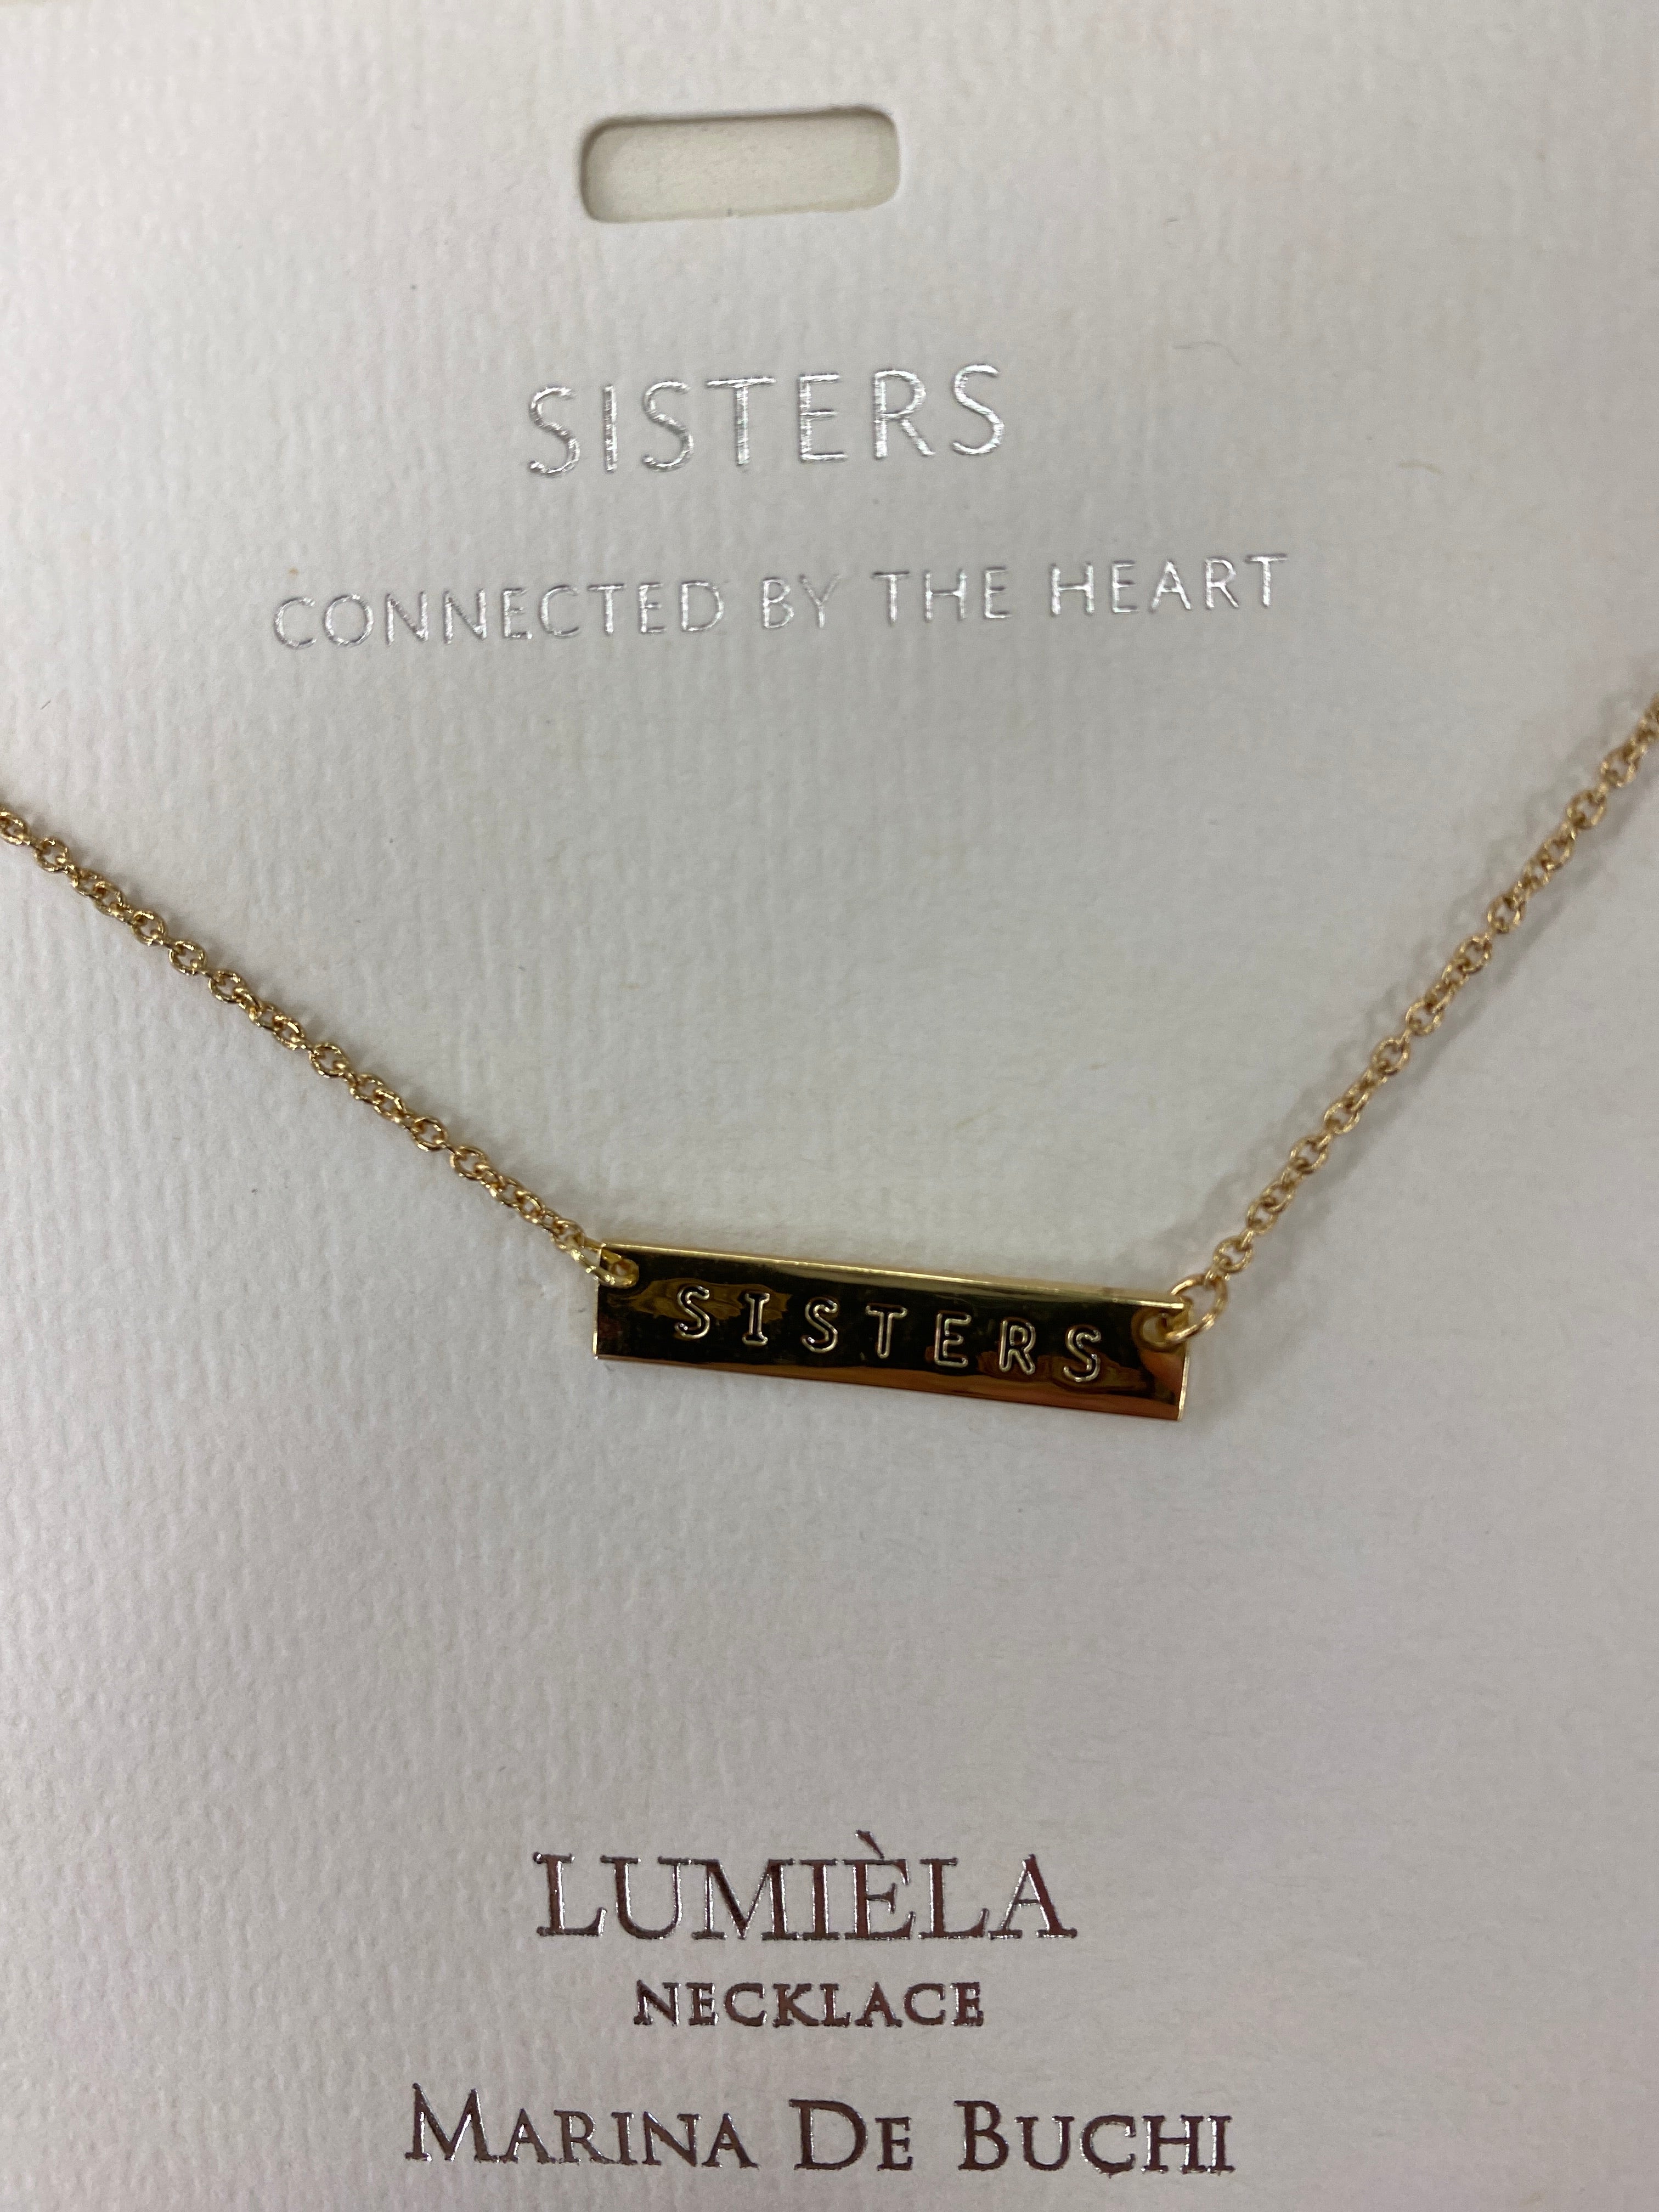 SISTERS
CONNECTED BY THE HEART
SISTERS
LUMIÈLA
NECKLACE
MARINA DE BUCHI